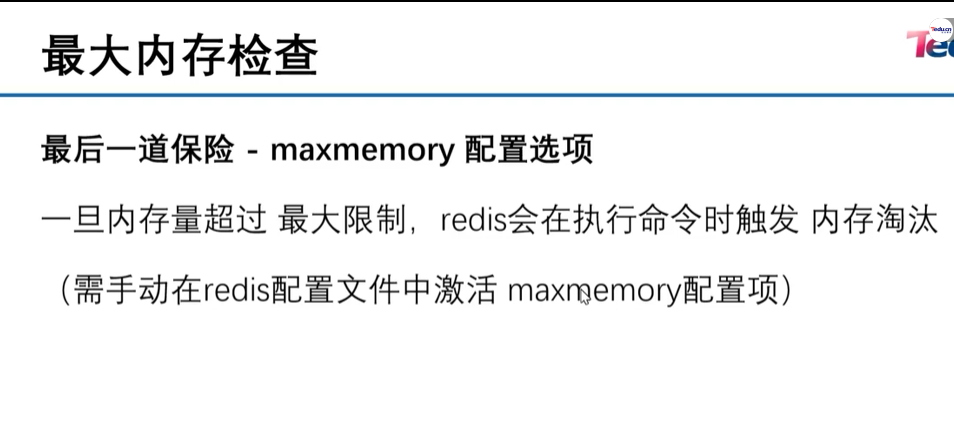 最大内存检查
最后一道保险 - maxmemory 配置选项
一旦内存量超过 最大限制，redis会在执行命令时触发 内存淘汰
（需手动在redis配置文件中激活 maxmemory配置项）